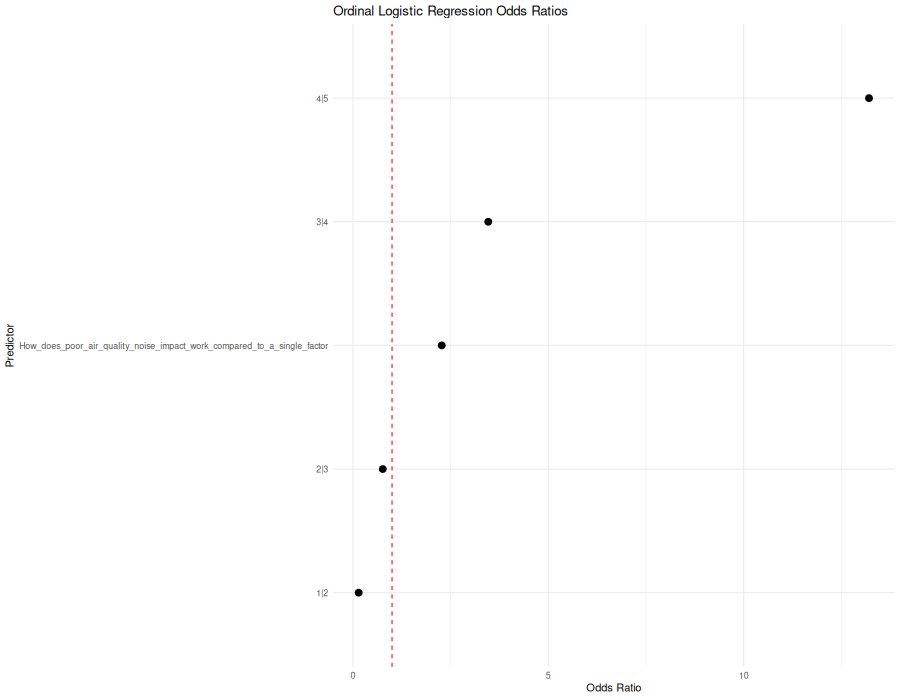 Ordinal Logistic Regression Odds Ratios
4|5
3|4
Predictor
How_does_poor_air_quality_noise_impact_work_compared_to_a_single_factor
2|3
1|2
0
5
10
Odds Ratio